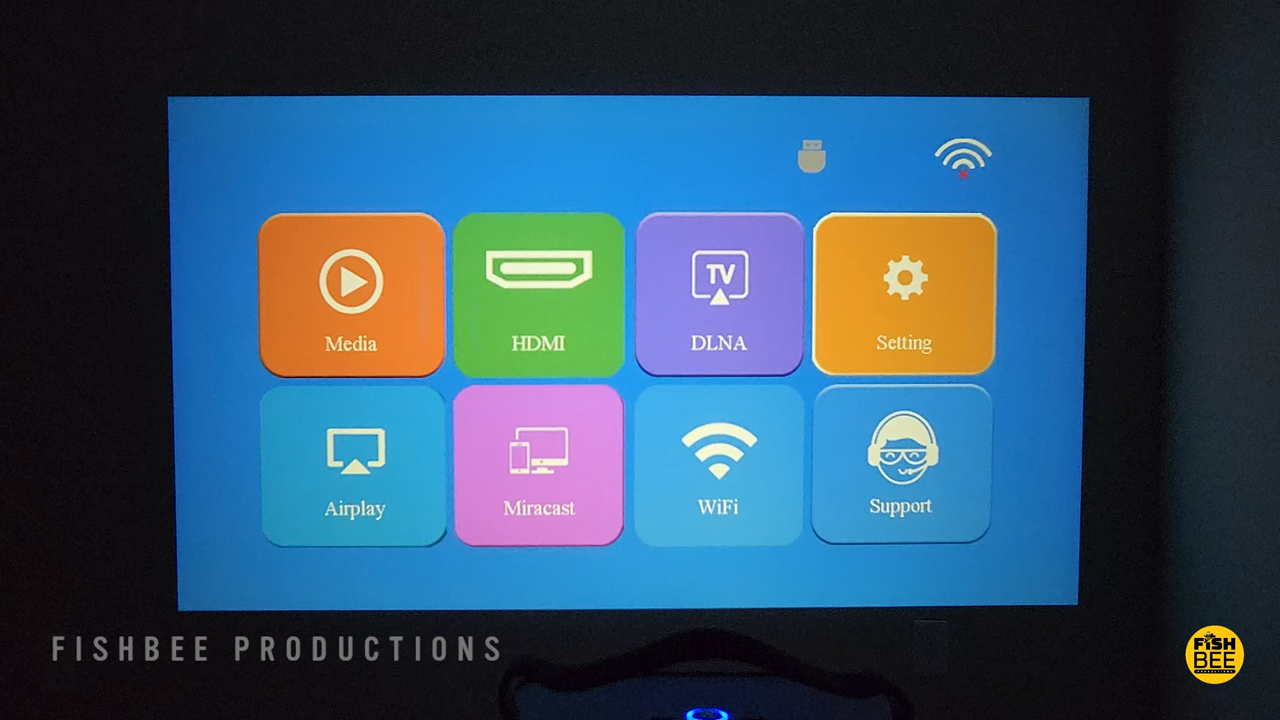 TV
Media
HDMI
DLNA
Setting
Airplay
Miracast
WiFi
Support
FISHBEE PRODUCTIONS
FiSH
BEE